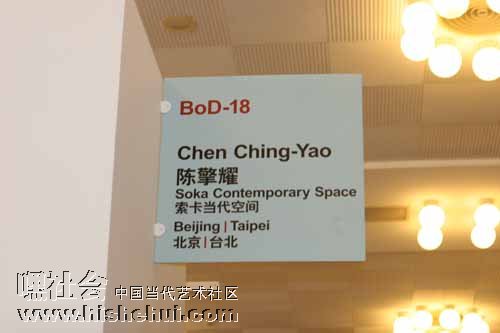 BoD-18
Chen Ching-Yao
陈擎耀
Soka Contemporary Space
索卡当代空间
Beijing | Taipei
北京 | 台北
嘿社会 中国当代艺术社区
www.hishehui.com